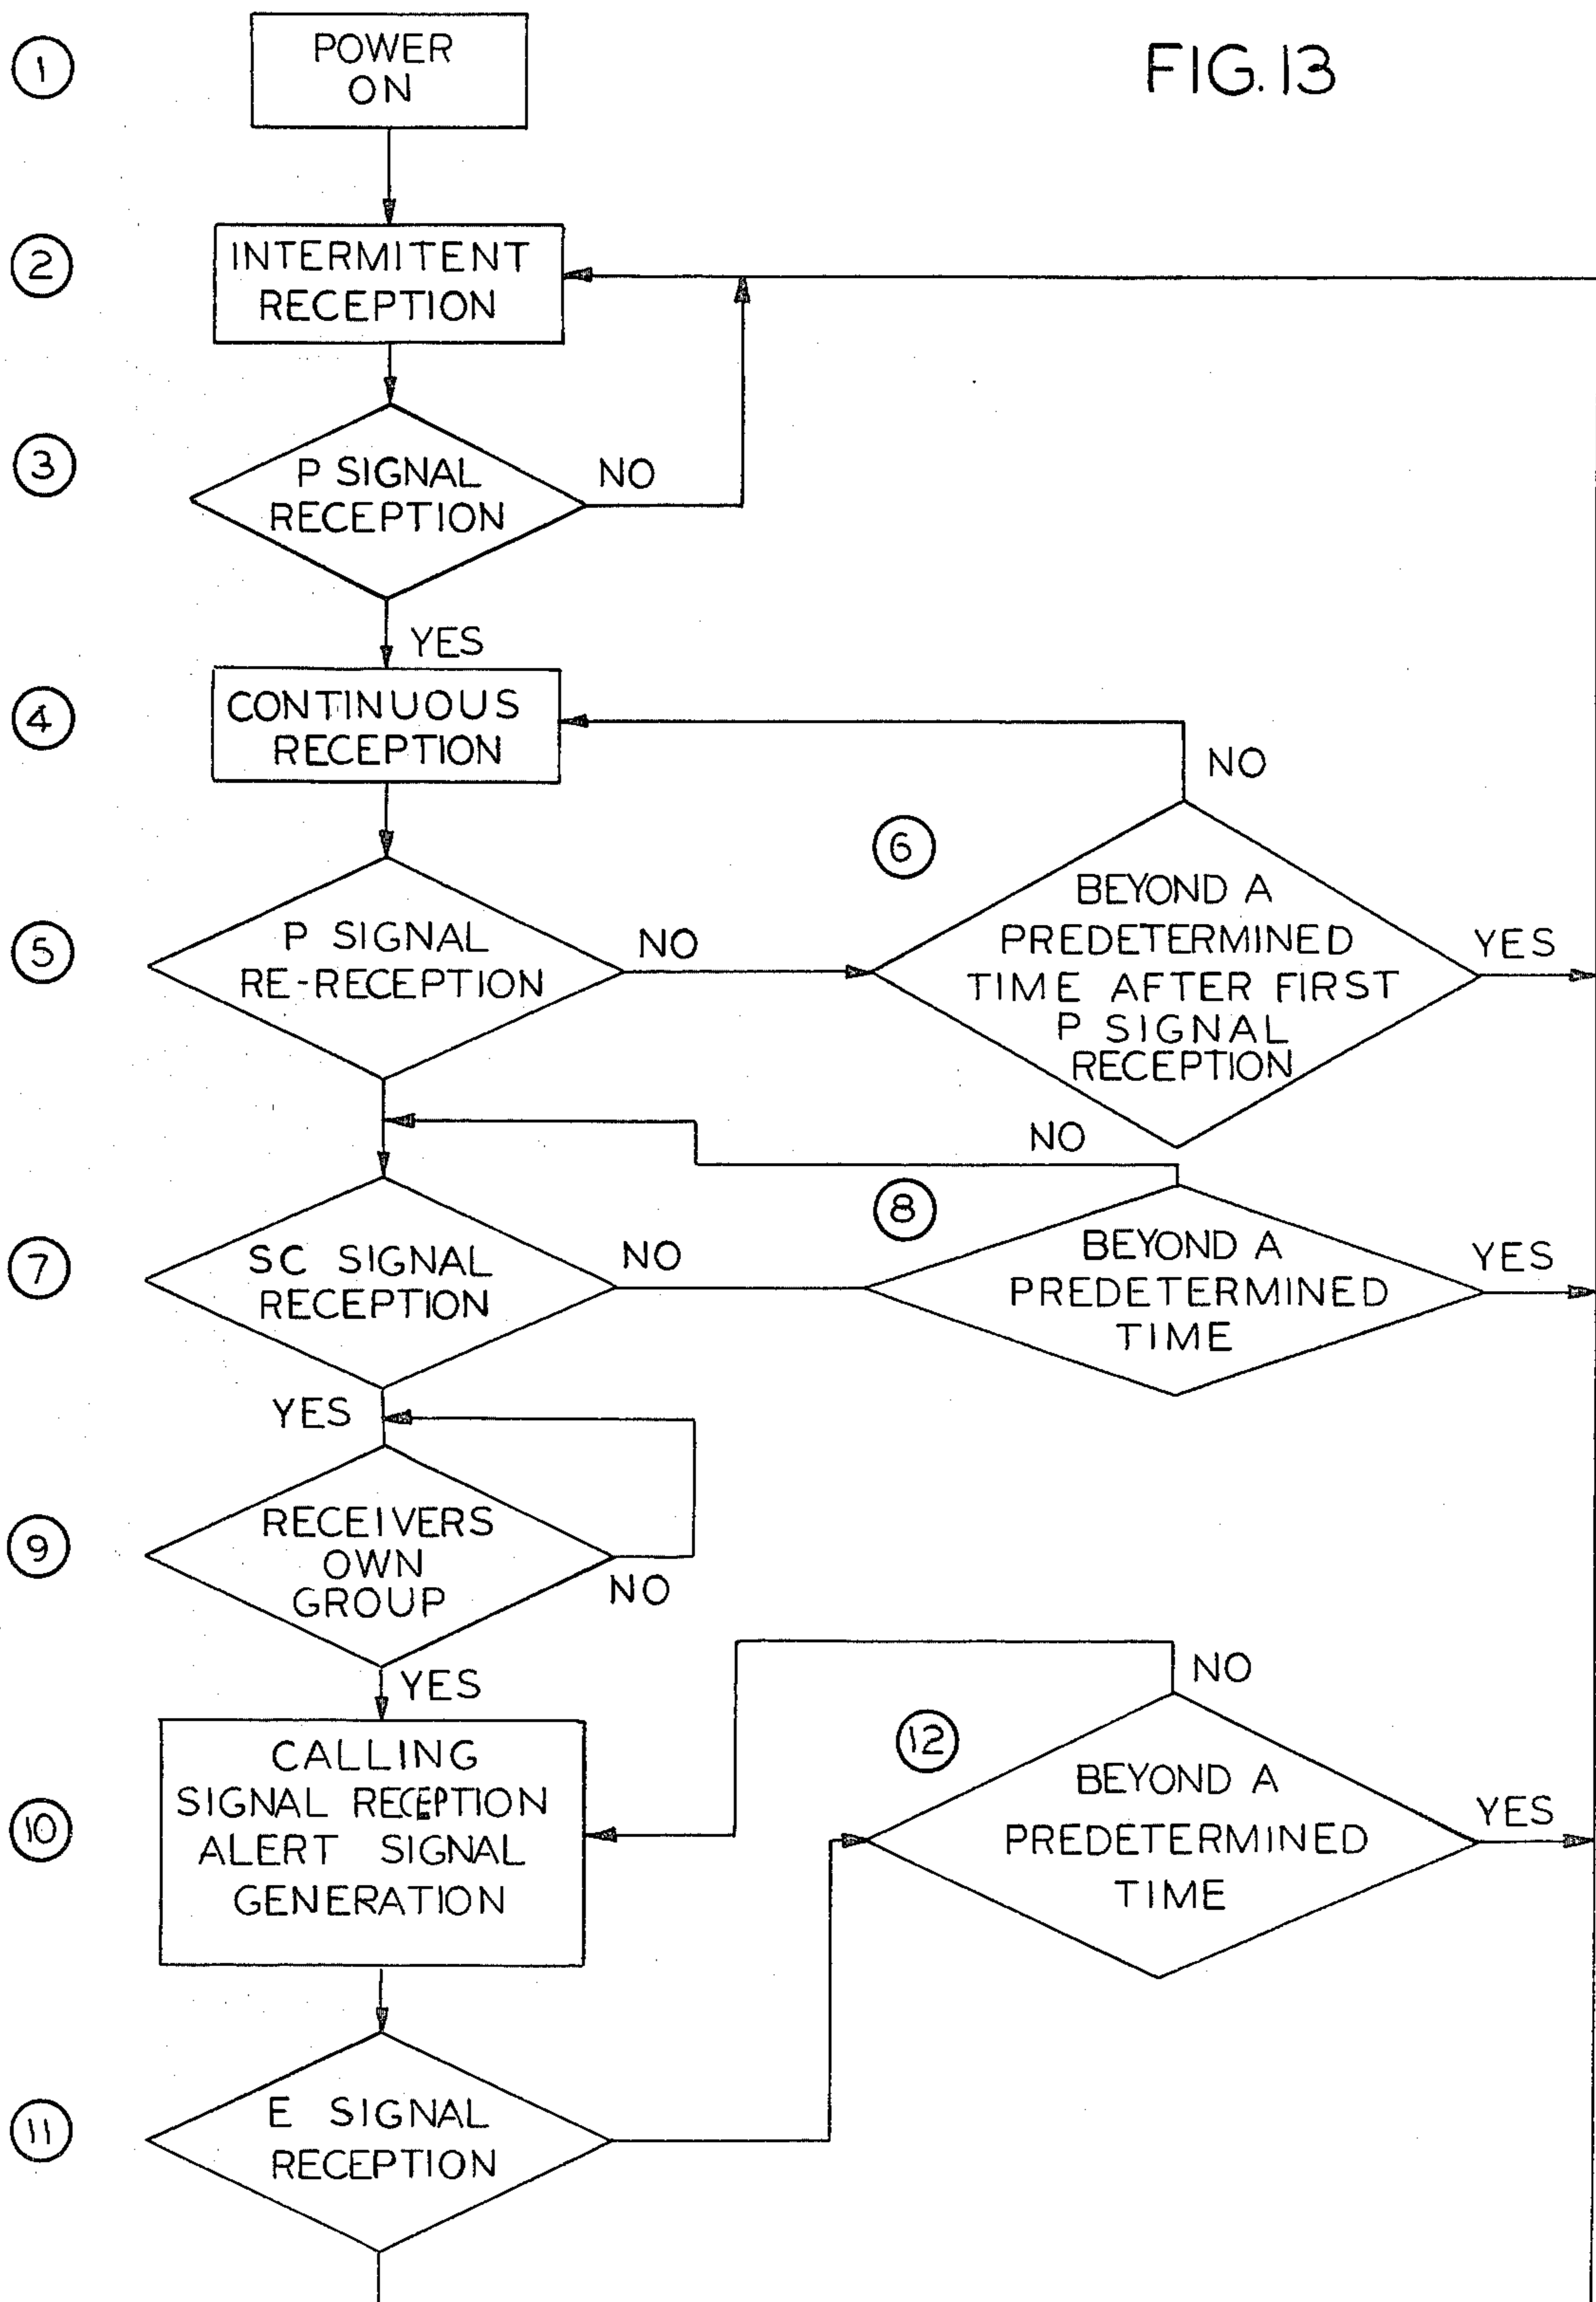 FIG. 13
1
POWER
ON
2
INTERMITENT
RECEPTION
3
P SIGNAL
RECEPTION
NO
YES
4
CONTINUOUS
RECEPTION
NO
5
P SIGNAL
RE-RECEPTION
NO
6
BEYOND A
PREDETERMINED
TIME AFTER FIRST
P SIGNAL
RECEPTION
YES
NO
7
SC SIGNAL
RECEPTION
NO
8
BEYOND A
PREDETERMINED
TIME
YES
YES
9
RECEIVERS
OWN
GROUP
NO
YES
10
CALLING
SIGNAL RECEPTION
ALERT SIGNAL
GENERATION
NO
12
BEYOND A
PREDETERMINED
TIME
YES
11
E SIGNAL
RECEPTION